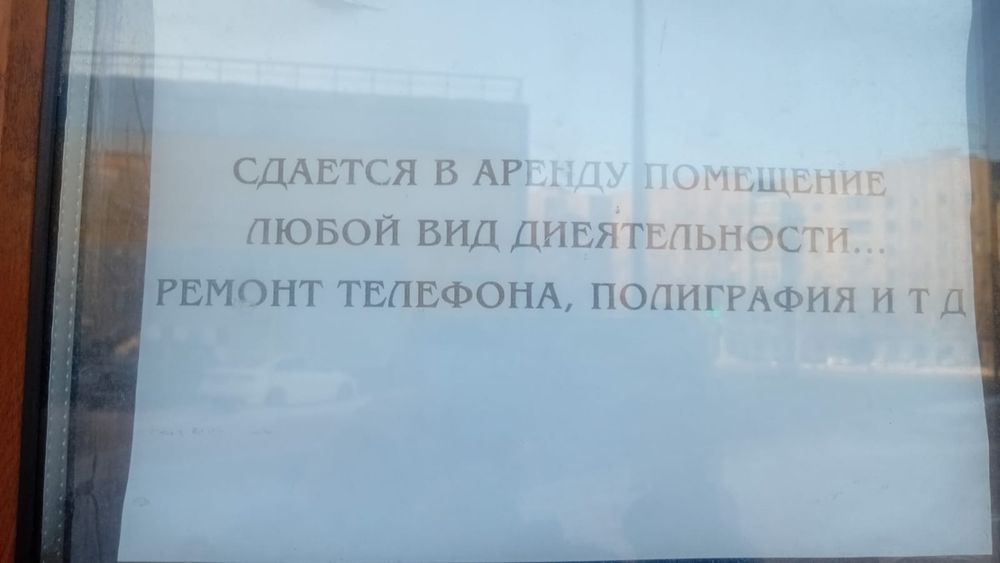 СДАЕТСЯ В АРЕНДУ ПОМЕЩЕНИЕ
ЛЮБОЙ ВИД ДИЕЯТЕЛЬНОСТИ...
РЕМОНТ ТЕЛЕФОНА, ПОЛИГРАФИЯ И Т Д